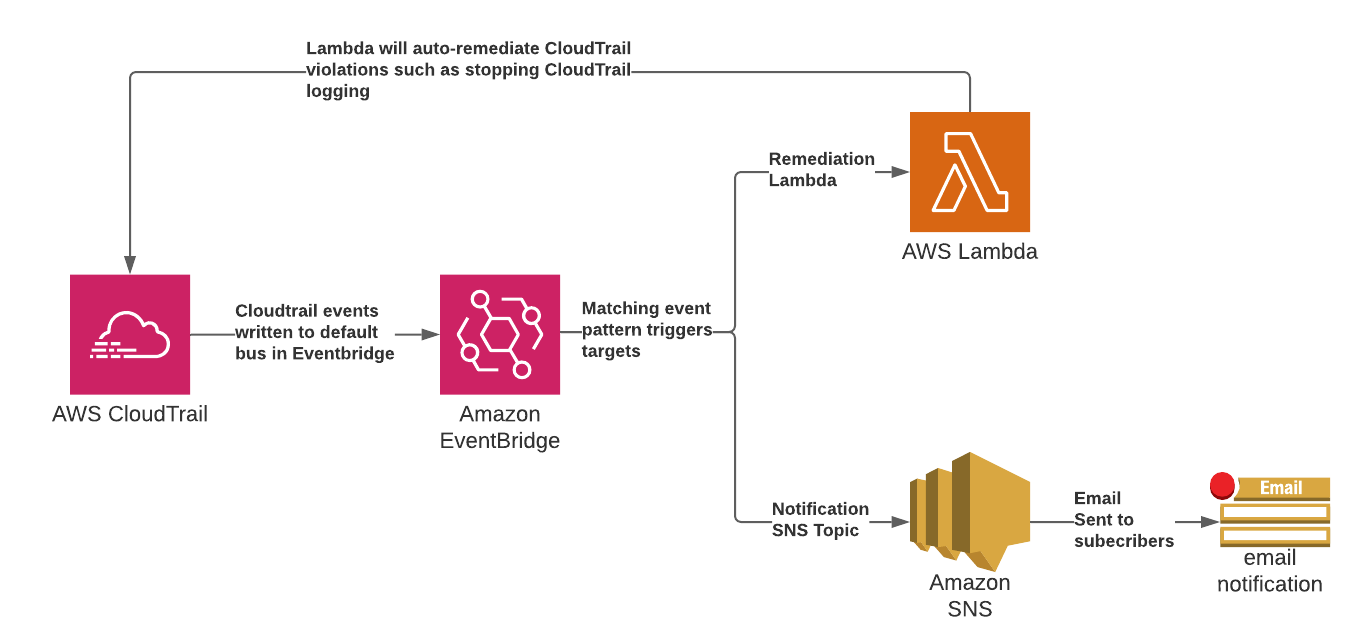 Lambda will auto-remediate CloudTrail
violations such as stopping CloudTrail
logging
Remediation
Lambda
AWS Lambda
Cloudtrail events
written to default
bus in Eventbridge
Matching event
pattern triggers
targets
AWS CloudTrail
Amazon
EventBridge
Notification
SNS Topic
Amazon
SNS
Email
Sent to
subecribers
Email
email
notification